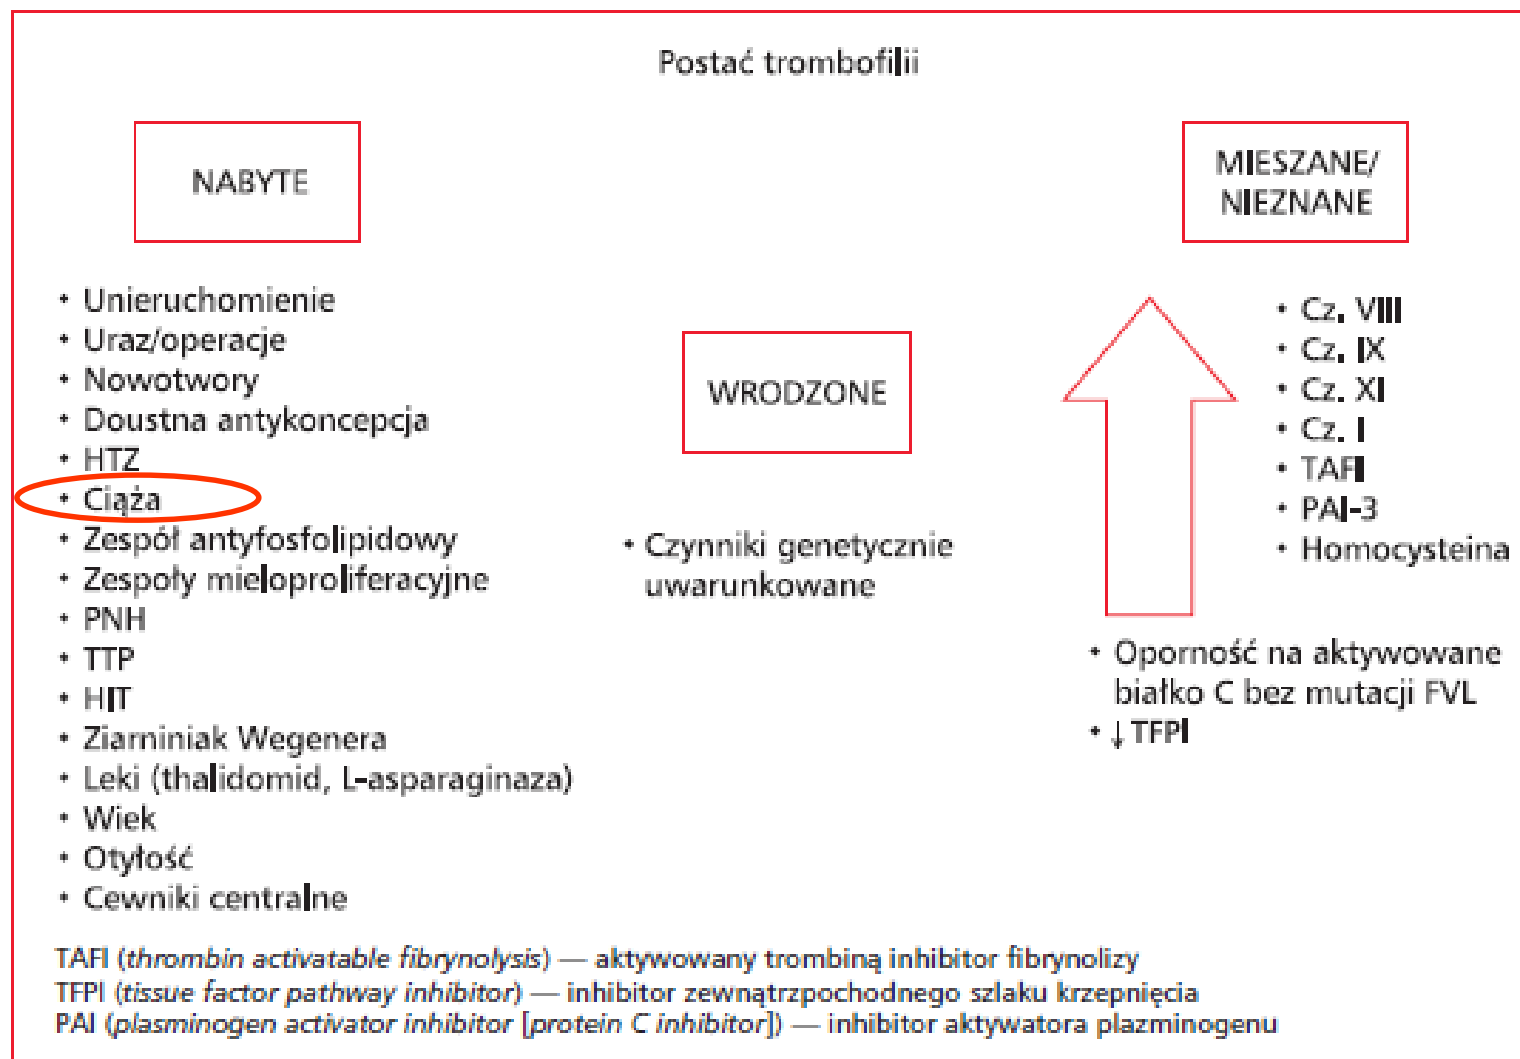 Postać trombofilii
NABYTE
• Unieruchomienie
• Uraz/operacje
• Nowotwory
• Doustna antykoncepcja
• HTZ
• Ciąża
• Zespół antyfosfolipidowy
• Zespoły mieloproliferacyjne
• PNH
• TTP
• HIT
• Ziarniniak Wegenera
• Leki (thalidomid, L-asparaginaza)
• Wiek
• Otyłość
• Cewniki centralne
WRODZONE
• Czynniki genetycznie
uwarunkowane
MIESZANE/
NIEZNANE
• Cz. VIII
• Cz. IX
• Cz. XI
• Cz. I
• TAFI
• PAI-3
• Homocysteina
• Oporność na aktywowane
białko C bez mutacji FVL
• ↓ TFPI
TAFI (thrombin activatable fibrynolysis) — aktywowany trombiną inhibitor fibrynolizy
TFPI (tissue factor pathway inhibitor) — inhibitor zewnątrzpochodnego szlaku krzepnięcia
PAI (plasminogen activator inhibitor [protein C inhibitor]) — inhibitor aktywatora plazminogenu